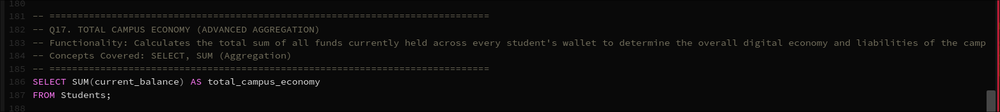 180
181 -- ==============================================================================
182 -- Q17. TOTAL CAMPUS ECONOMY (ADVANCED AGGREGATION)
183 -- Functionality: Calculates the total sum of all funds currently held across every student's wallet to determine the overall digital economy and liabilities of the camp
184 -- Concepts Covered: SELECT, SUM (Aggregation)
185 -- ==============================================================================
186 SELECT SUM(current_balance) AS total_campus_economy
187 FROM Students;
188